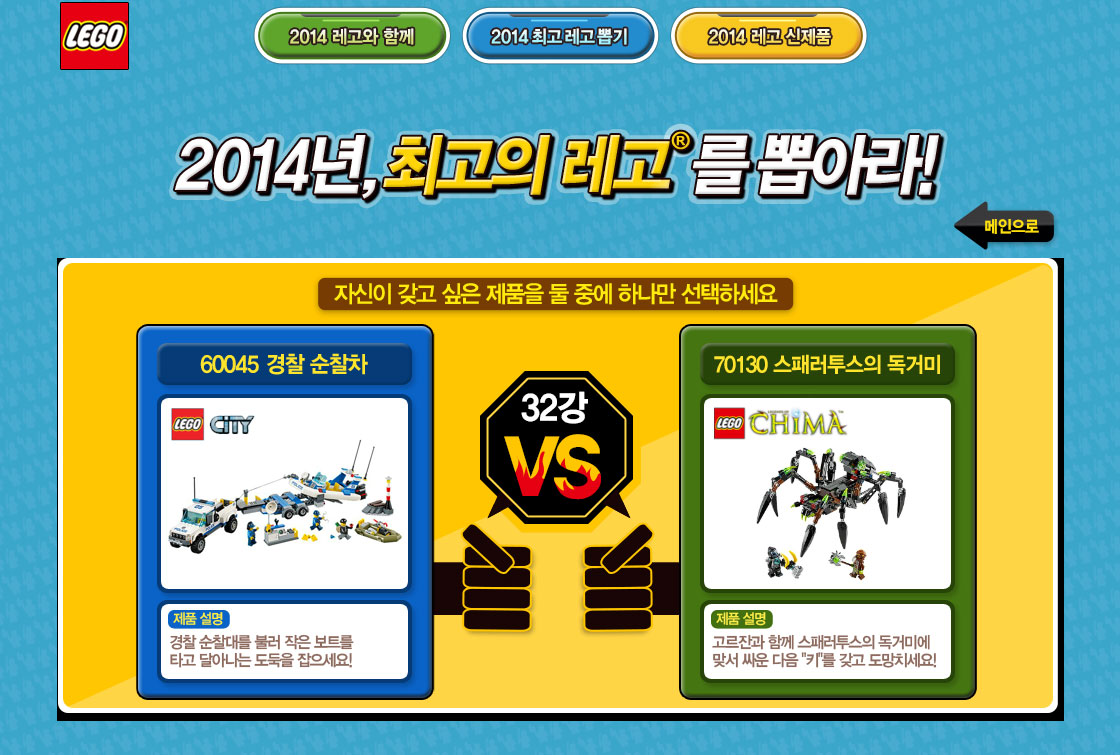 LEGO
2014 레고와 함께
2014 최고 레고 뽑기
2014 레고 신제품
2014년, 최고의 레고®를 뽑아라!
메인으로
자신이 갖고 싶은 제품을 둘 중에 하나만 선택하세요
60045 경찰 순찰차
LEGO CITY
제품 설명
경찰 순찰대를 불러 작은 보트를
타고 달아나는 도둑을 잡으세요!
32강
VS
70130 스패러투스의 독거미
LEGO CHIMA
제품 설명
고르잔과 함께 스패러투스의 독거미에
맞서 싸운 다음 "키"를 갖고 도망치세요!